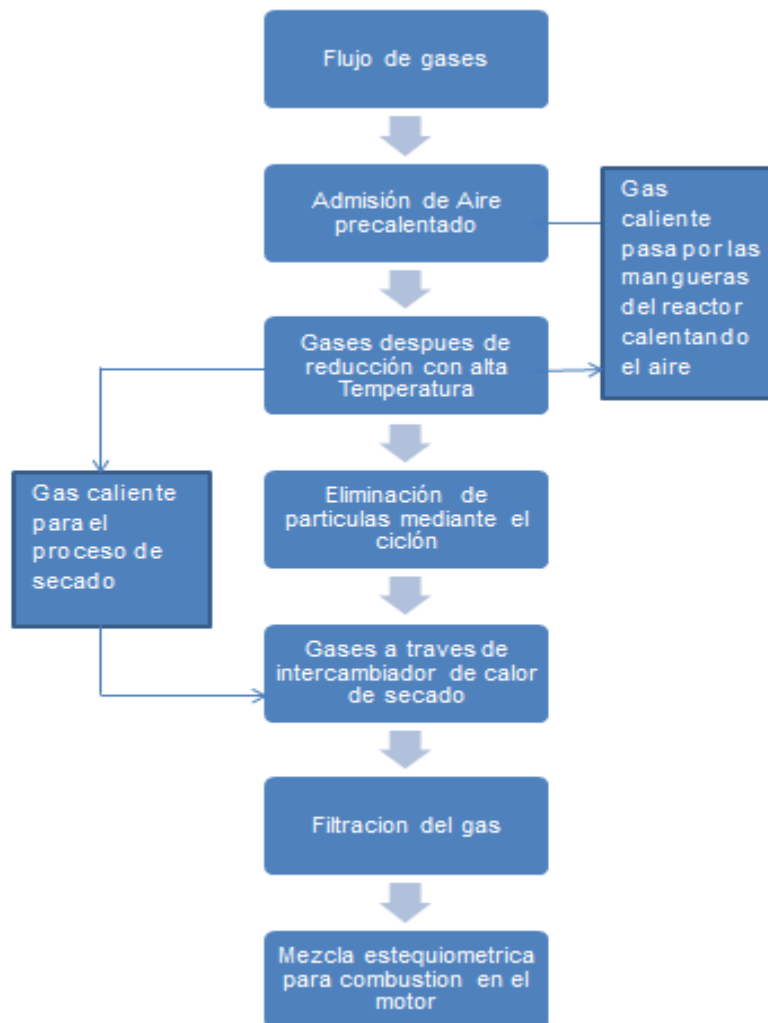 Flujo de gases
Admisión de Aire
precalentado
Gas
caliente
pasa por las
mangueras
del reactor
calentando
el aire
Gases despues de
reducción con alta
Temperatura
Gas caliente
para el
proceso de
secado
Eliminación de
particulas mediante el
ciclón
Gases a traves de
intercambiador de calor
de secado
Filtracion del gas
Mezcla estequiometrica
para combustion en el
motor